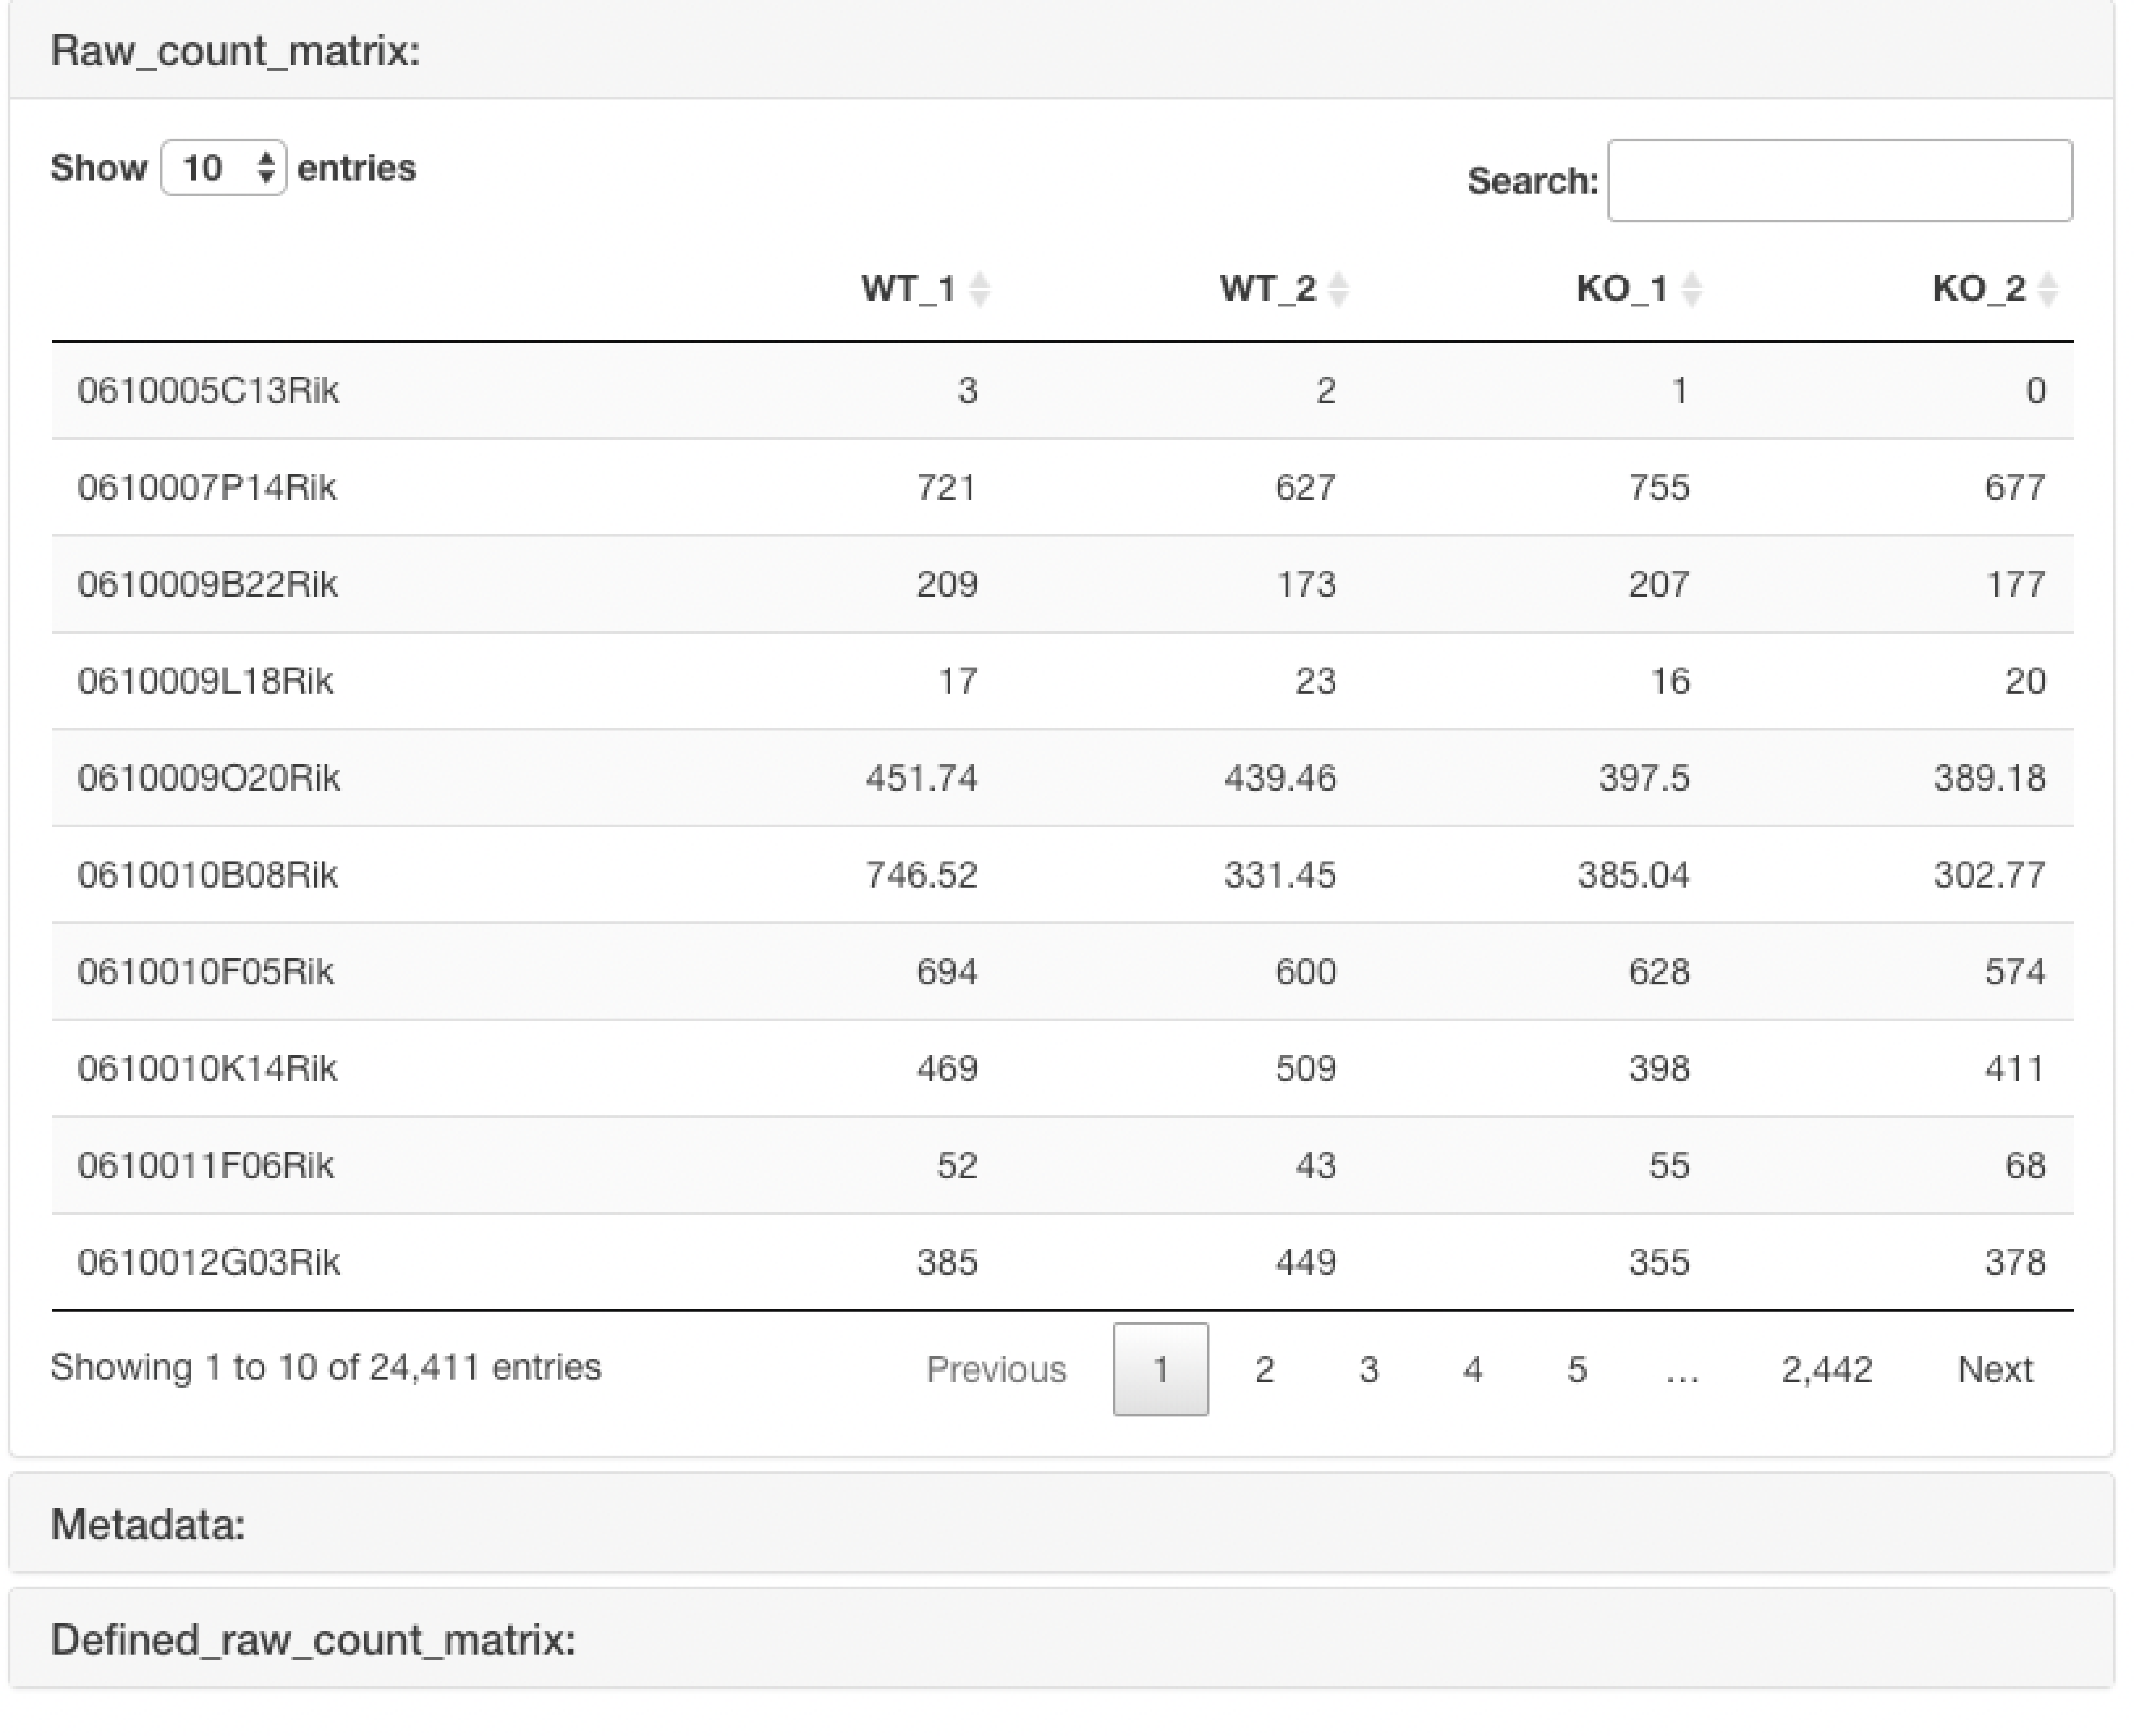 Raw_count_matrix:
Show 10 entries
Search:
WT_1 WT_2 KO_1 KO_2
0610005C13Rik 3 2 1 0
0610007P14Rik 721 627 755 677
0610009B22Rik 209 173 207 177
0610009L18Rik 17 23 16 20
0610009O20Rik 451.74 439.46 397.5 389.18
0610010B08Rik 746.52 331.45 385.04 302.77
0610010F05Rik 694 600 628 574
0610010K14Rik 469 509 398 411
0610011F06Rik 52 43 55 68
0610012G03Rik 385 449 355 378
Showing 1 to 10 of 24,411 entries Previous 1 2 3 4 5 ... 2,442 Next
Metadata:
Defined_raw_count_matrix: